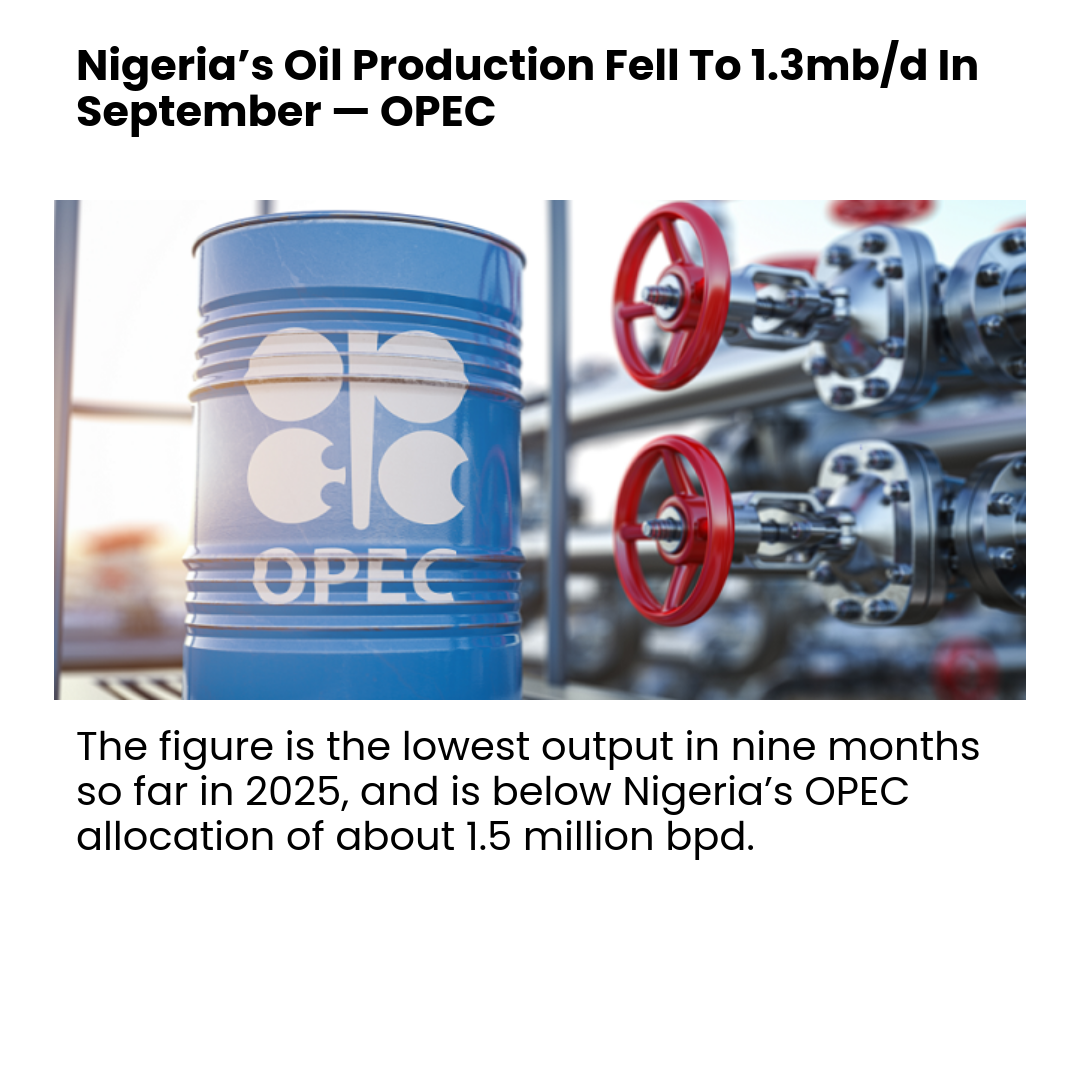 Nigeria’s Oil Production Fell To 1.3mb/d In
September — OPEC
OPEC
The figure is the lowest output in nine months
so far in 2025, and is below Nigeria’s OPEC
allocation of about 1.5 million bpd.